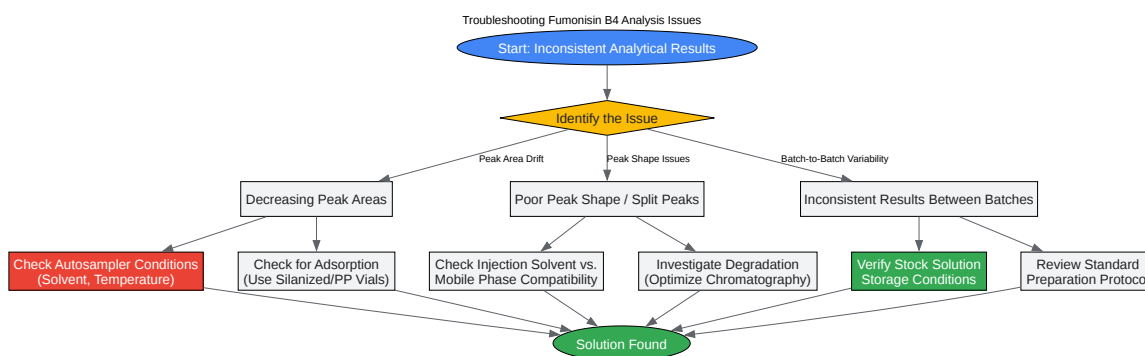 Troubleshooting Fumonisin B4 Analysis Issues
Start: Inconsistent Analytical Results
Identify the Issue
Peak Area Drift
Peak Shape Issues
Batch-to-Batch Variability
Decreasing Peak Areas
Poor Peak Shape / Split Peaks
Inconsistent Results Between Batches
Check Autosampler Conditions
(Solvent, Temperature)
Check for Adsorption
(Use Silanized/PP Vials)
Check Injection Solvent vs.
Mobile Phase Compatibility
Investigate Degradation
(Optimize Chromatography)
Verify Stock Solution
Storage Conditions
Review Standard
Preparation Protocol
Solution Found